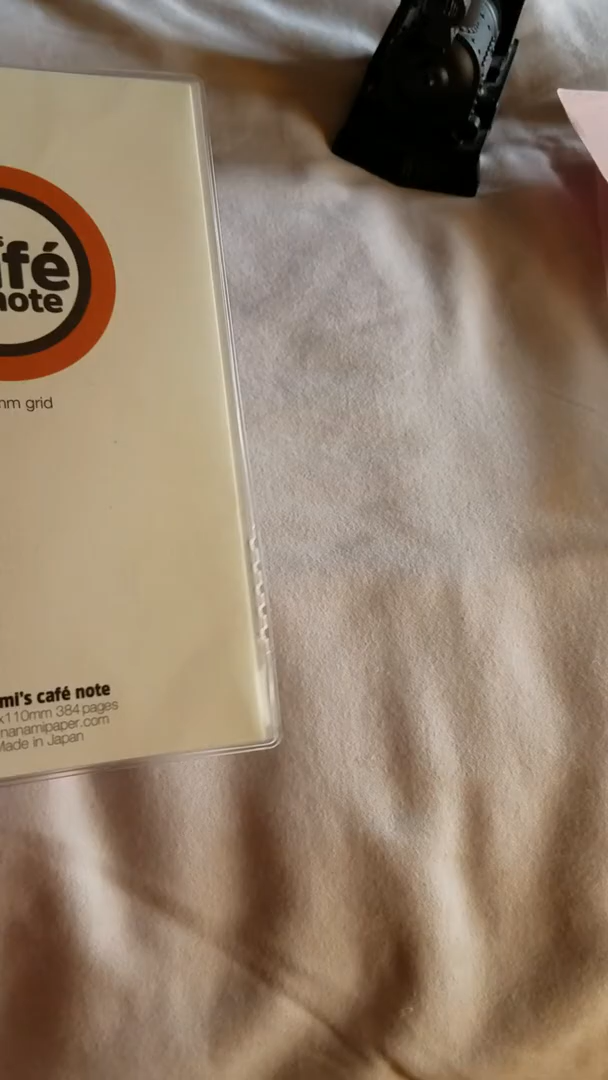 s
fé
note
mm grid
mi's café note
x110mm 384 pages
nanamipaper.com
Made in Japan